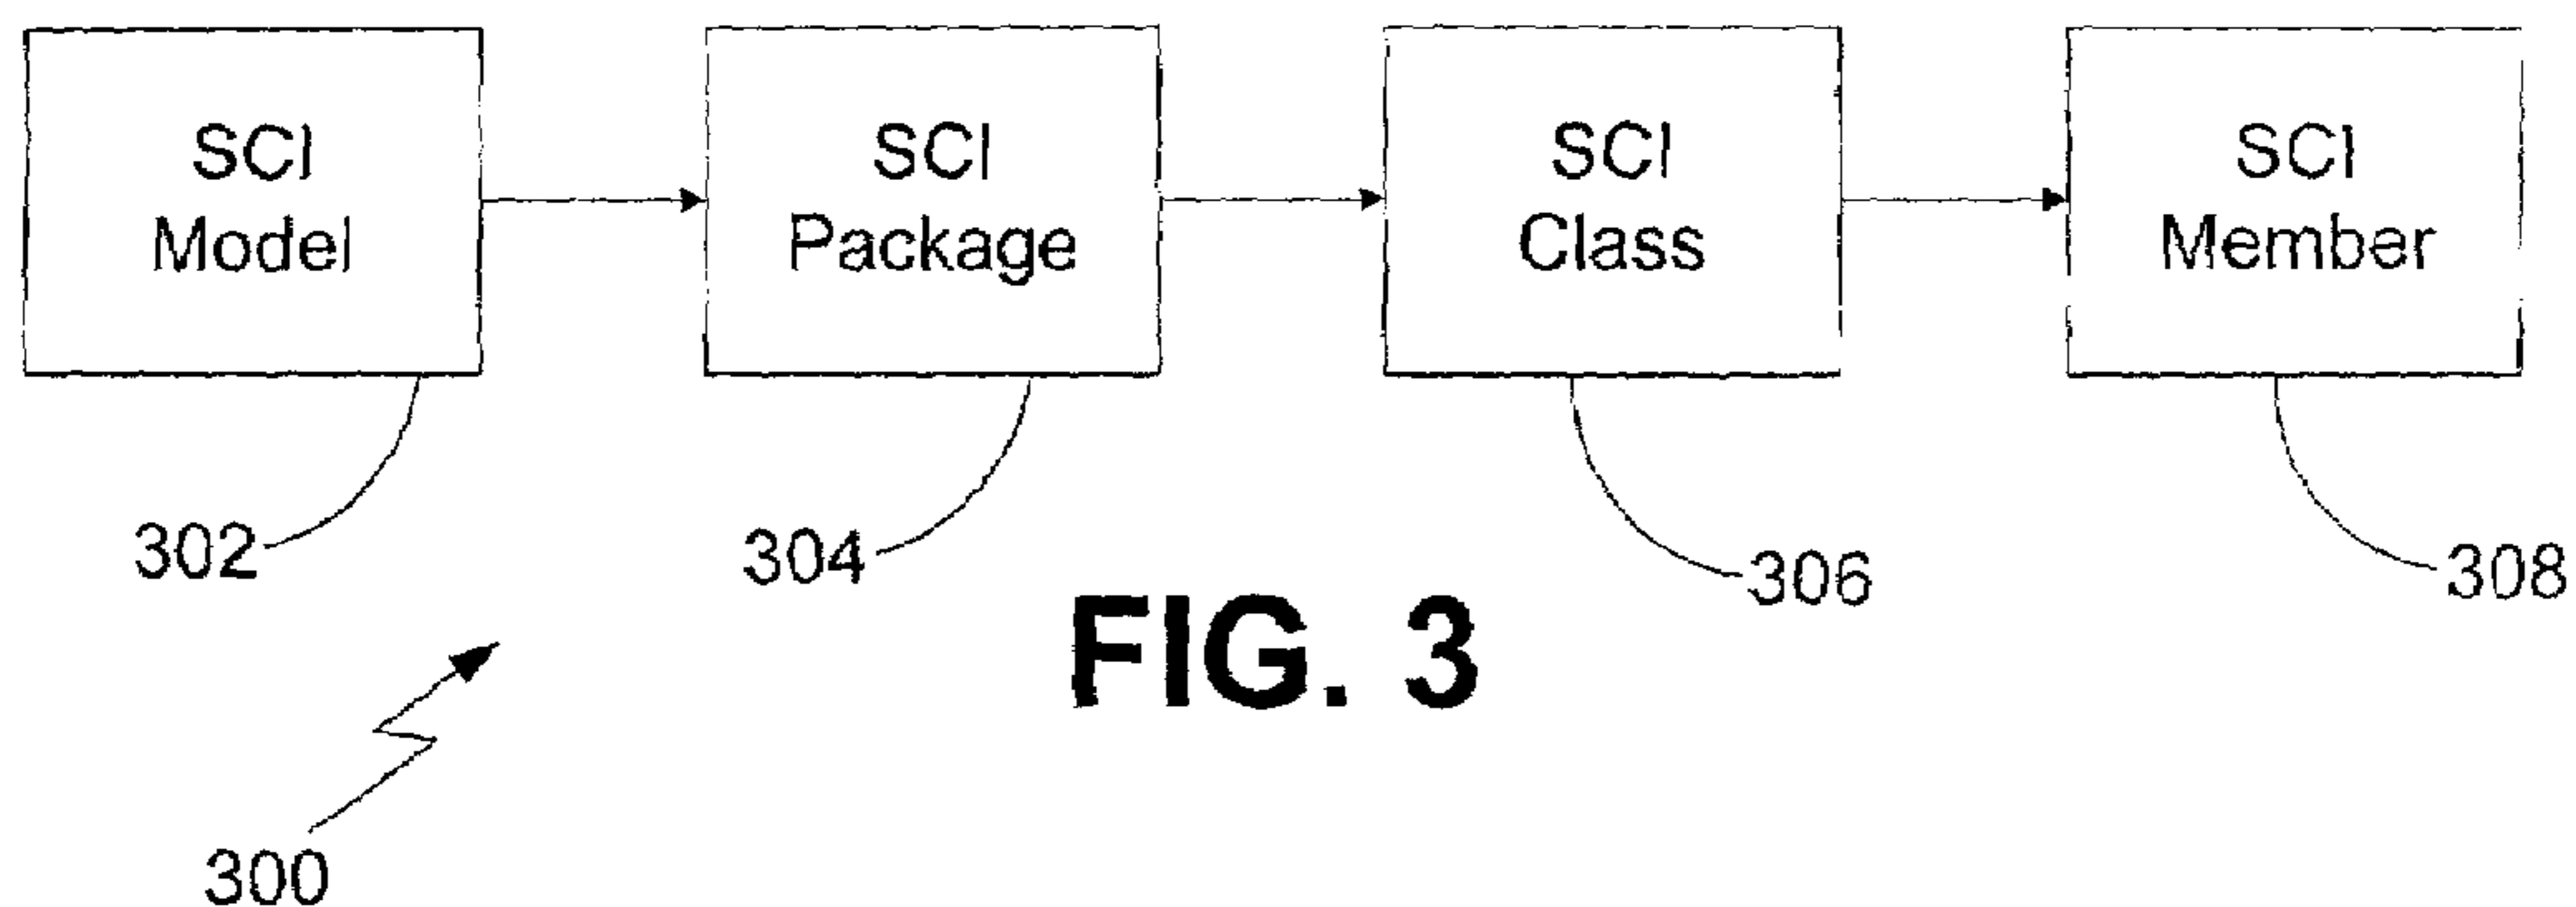 SCI
Model
SCI
Package
SCI
Class
SCI
Member
302
304
306
308
FIG. 3
300